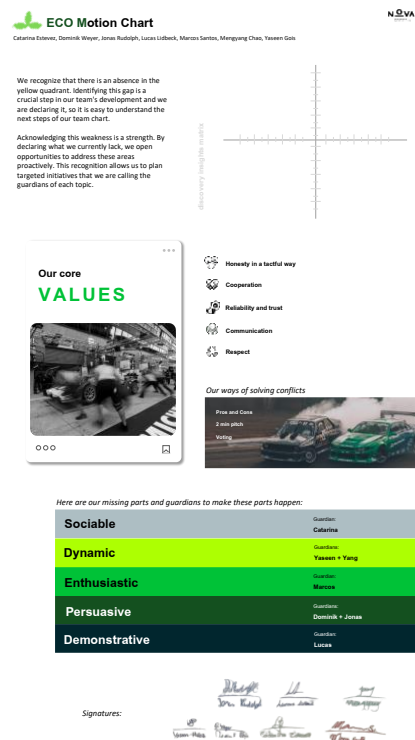 ECO Motion Chart
NOVA
Catarina Estevez, Dominik Weyer, Jonas Rudolph, Lucas Lidbeck, Marcos Santos, Mengyang Chao, Yaseen Gois
We recognize that there is an absence in the
yellow quadrant. Identifying this gap is a
crucial step in our team's development and we
are declaring it, so it is easy to understand the
next steps of our team chart.
Acknowledging this weakness is a strength. By
declaring what we currently lack, we open
opportunities to address these areas
proactively. This recognition allows us to plan
targeted initiatives that we are calling the
guardians of each topic.
discovery insights matrix
Our core
VALUES
Honesty in a tactful way
Cooperation
Reliability and trust
Communication
Respect
Our ways of solving conflicts
Pros and Cons
2 min pitch
Voting
Here are our missing parts and guardians to make these parts happen:
Sociable
Guardian:
Catarina
Dynamic
Guardians:
Yaseen + Yang
Enthusiastic
Guardian:
Marcos
Persuasive
Guardians:
Dominik + Jonas
Demonstrative
Guardian:
Lucas
Signatures: